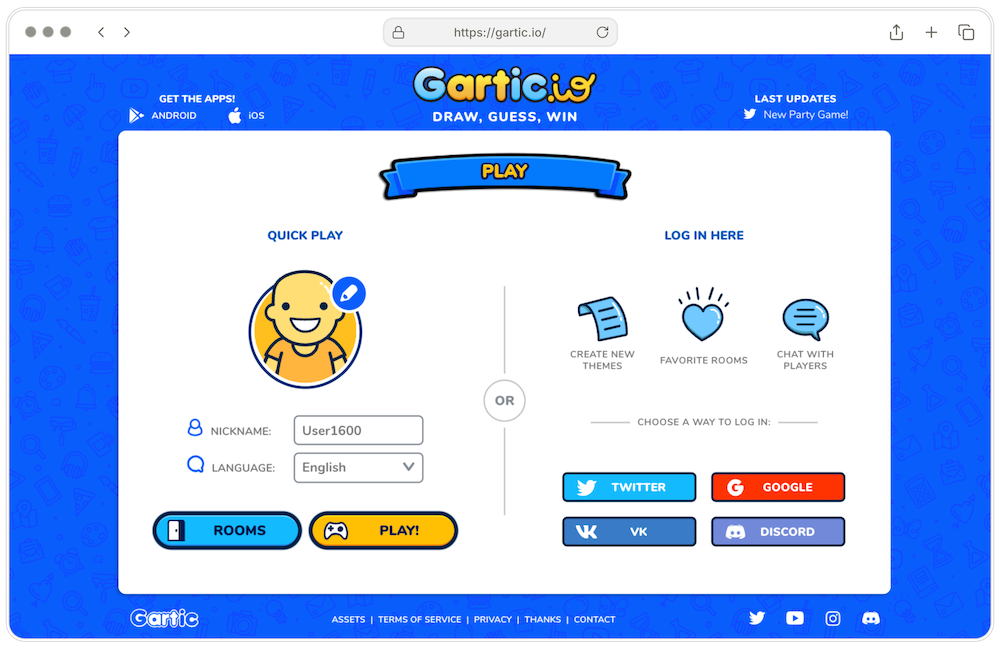 https://gartic.io/
GET THE APPS!
ANDROID
iOS
Gartic.io
DRAW, GUESS, WIN
LAST UPDATES
New Party Game!
PLAY
QUICK PLAY
NICKNAME:
User1600
LANGUAGE:
English
ROOMS
PLAY!
OR
LOG IN HERE
CREATE NEW
THEMES
FAVORITE ROOMS
CHAT WITH
PLAYERS
CHOOSE A WAY TO LOG IN:
TWITTER
GOOGLE
VK
DISCORD
Gartic
ASSETS | TERMS OF SERVICE | PRIVACY | THANKS | CONTACT